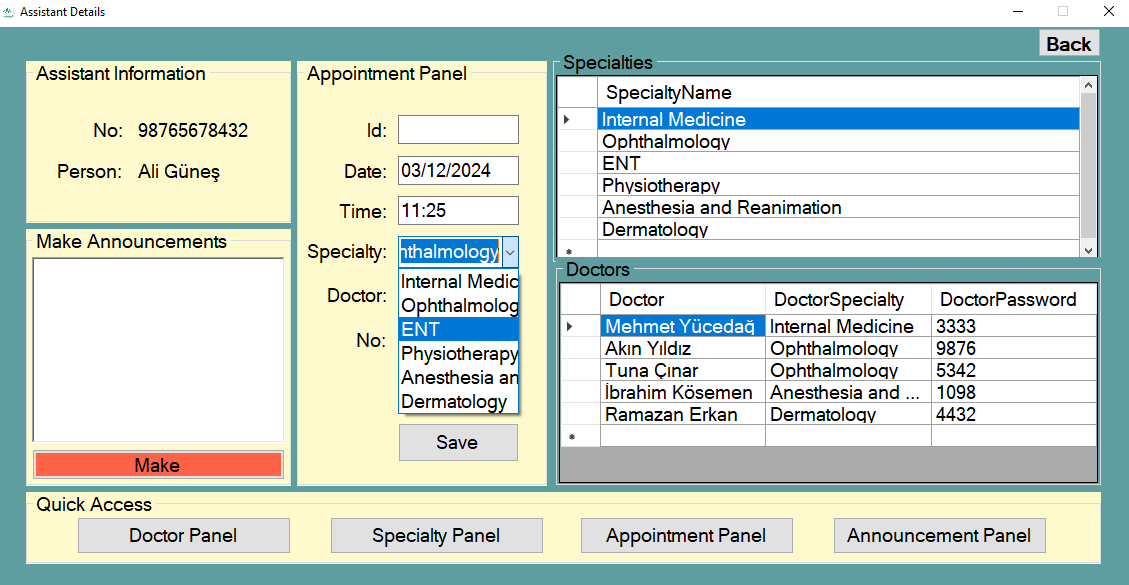 Assistant Details
Back
Assistant Information
No: 98765678432
Person: Ali Güneş
Make Announcements
Make
Appointment Panel
Id:
Date: 03/12/2024
Time: 11:25
Specialty: nthalmology
Internal Medic
Ophthalmolog
ENT
Physiotherapy
Anesthesia an
Dermatology
Doctor:
No:
Save
Specialties
SpecialtyName
Internal Medicine
Ophthalmology
ENT
Physiotherapy
Anesthesia and Reanimation
Dermatology
Doctors
Doctor DoctorSpecialty DoctorPassword
Mehmet Yücedağ Internal Medicine 3333
Akın Yıldız Ophthalmology 9876
Tuna Çınar Ophthalmology 5342
İbrahim Kösemen Anesthesia and ... 1098
Ramazan Erkan Dermatology 4432
Quick Access
Doctor Panel Specialty Panel Appointment Panel Announcement Panel